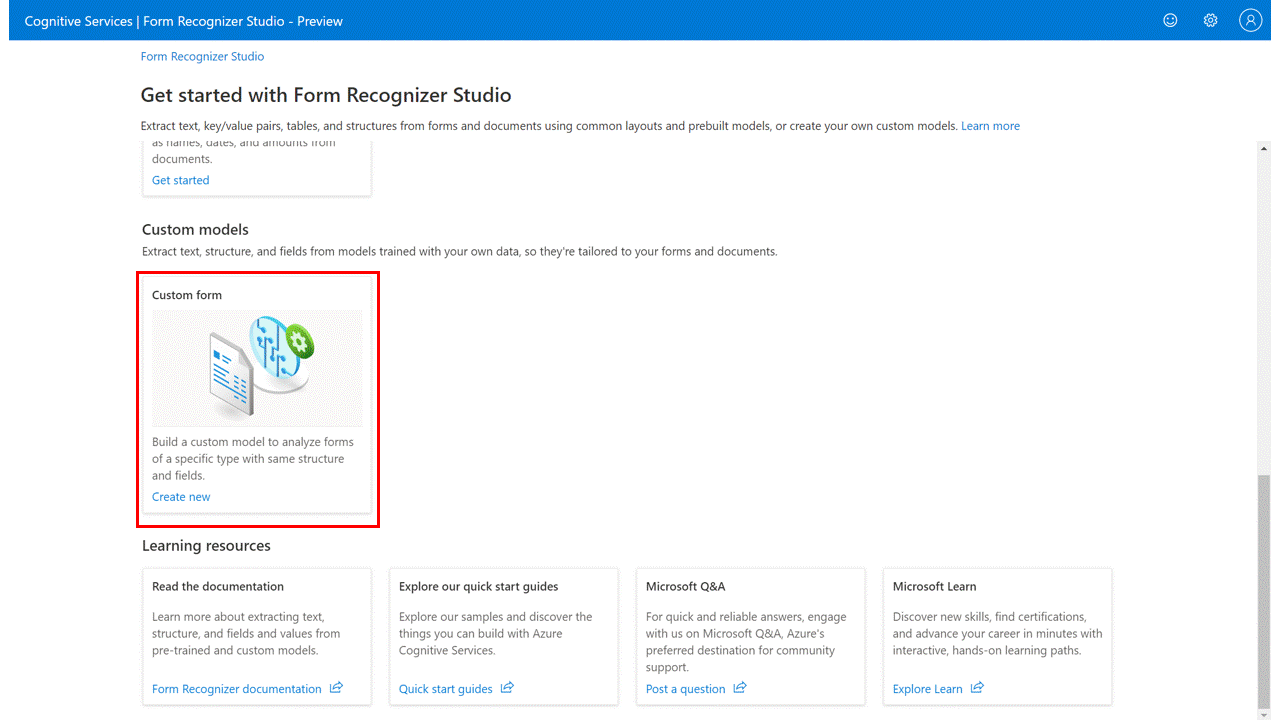 Cognitive Services | Form Recognizer Studio - Preview
Form Recognizer Studio
Get started with Form Recognizer Studio
Extract text, key/value pairs, tables, and structures from forms and documents using common layouts and prebuilt models, or create your own custom models. Learn more
as names, dates, and amounts from
documents.
Get started
Custom models
Extract text, structure, and fields from models trained with your own data, so they're tailored to your forms and documents.
Custom form
Build a custom model to analyze forms
of a specific type with same structure
and fields.
Create new
Learning resources
Read the documentation
Learn more about extracting text,
structure, and fields and values from
pre-trained and custom models.
Form Recognizer documentation
Explore our quick start guides
Explore our samples and discover the
things you can build with Azure
Cognitive Services.
Quick start guides
Microsoft Q&A
For quick and reliable answers, engage
with us on Microsoft Q&A, Azure's
preferred destination for community
support.
Post a question
Microsoft Learn
Discover new skills, find certifications,
and advance your career in minutes with
interactive, hands-on learning paths.
Explore Learn